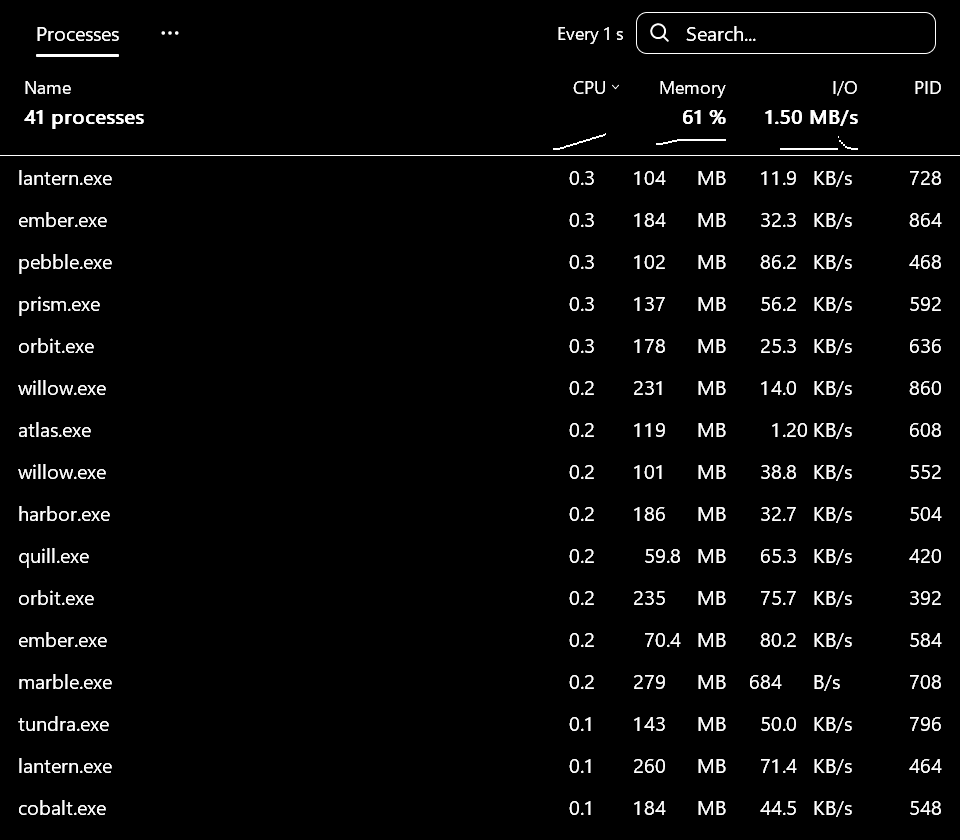 Processes ... Every 1 s Search...
Name CPU Memory I/O PID
41 processes 61 % 1.50 MB/s
lantern.exe 0.3 104 MB 11.9 KB/s 728
ember.exe 0.3 184 MB 32.3 KB/s 864
pebble.exe 0.3 102 MB 86.2 KB/s 468
prism.exe 0.3 137 MB 56.2 KB/s 592
orbit.exe 0.3 178 MB 25.3 KB/s 636
willow.exe 0.2 231 MB 14.0 KB/s 860
atlas.exe 0.2 119 MB 1.20 KB/s 608
willow.exe 0.2 101 MB 38.8 KB/s 552
harbor.exe 0.2 186 MB 32.7 KB/s 504
quill.exe 0.2 59.8 MB 65.3 KB/s 420
orbit.exe 0.2 235 MB 75.7 KB/s 392
ember.exe 0.2 70.4 MB 80.2 KB/s 584
marble.exe 0.2 279 MB 684 B/s 708
tundra.exe 0.1 143 MB 50.0 KB/s 796
lantern.exe 0.1 260 MB 71.4 KB/s 464
cobalt.exe 0.1 184 MB 44.5 KB/s 548